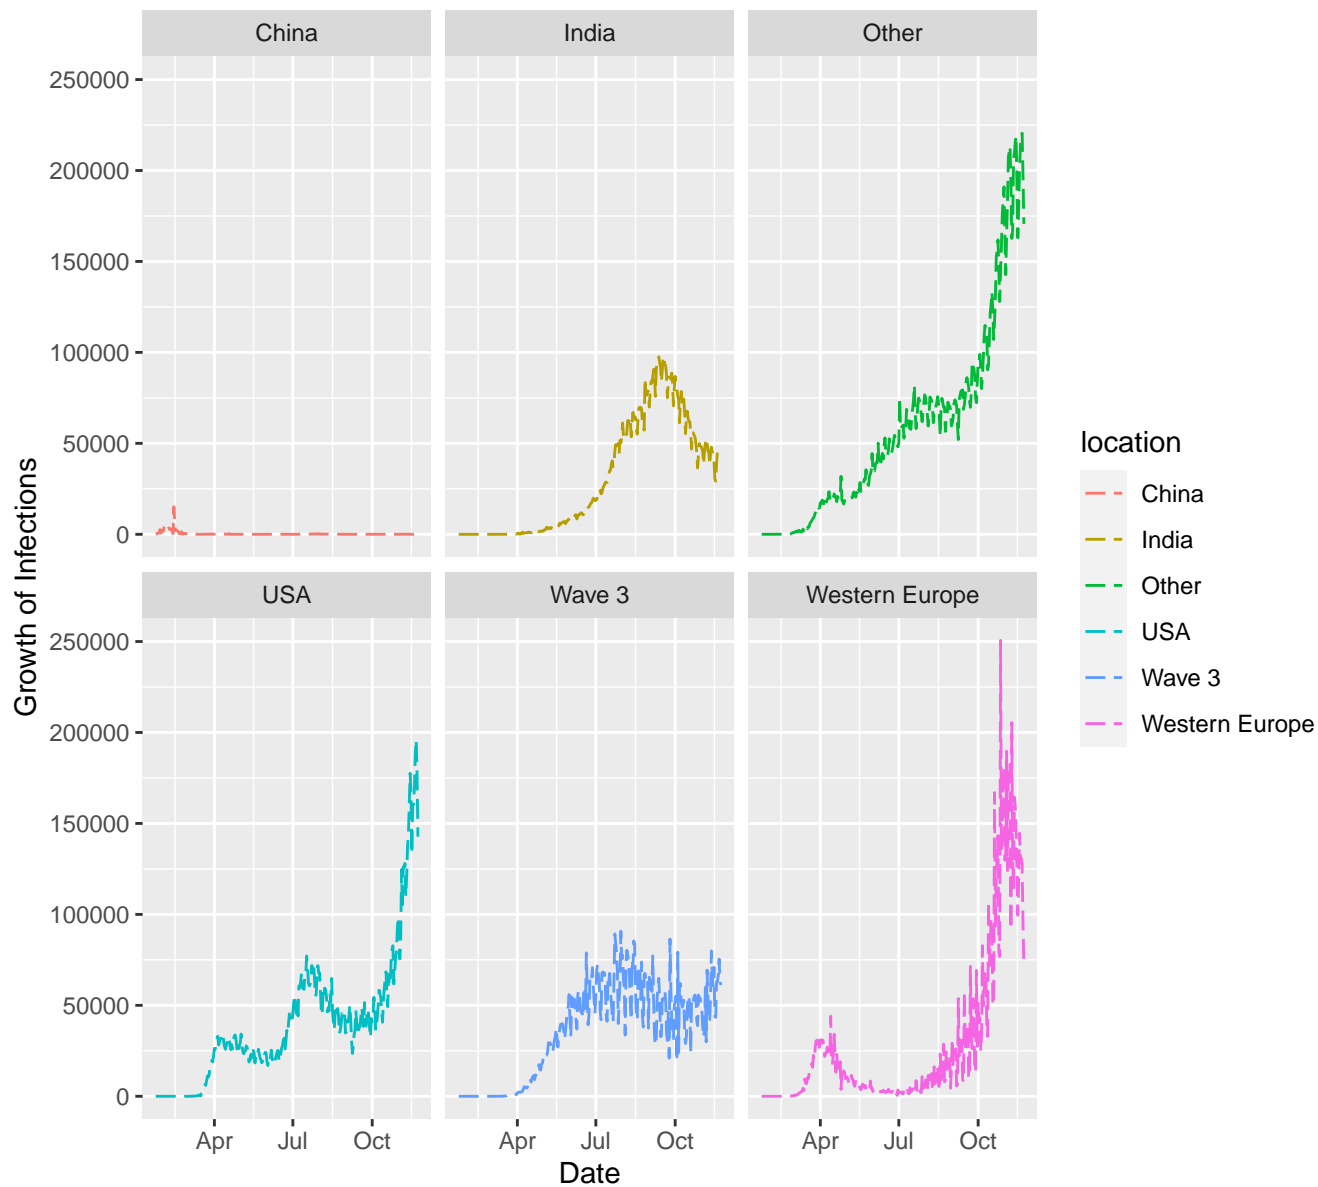 China
India
Other
250000
200000
150000
100000
50000
0
Growth of Infections
USA
Wave 3
Western Europe
250000
200000
150000
100000
50000
0
Apr
Jul
Oct
Apr
Jul
Oct
Apr
Jul
Oct
Date
location
China
India
Other
USA
Wave 3
Western Europe